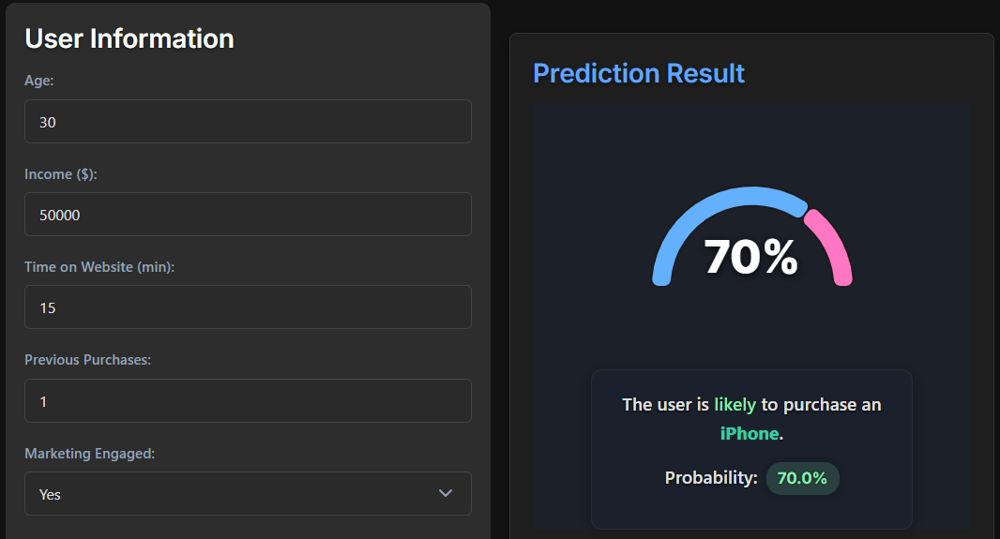 User Information
Age:
30
Income ($):
50000
Time on Website (min):
15
Previous Purchases:
1
Marketing Engaged:
Yes
Prediction Result
70%
The user is likely to purchase an
iPhone.
Probability: 70.0%